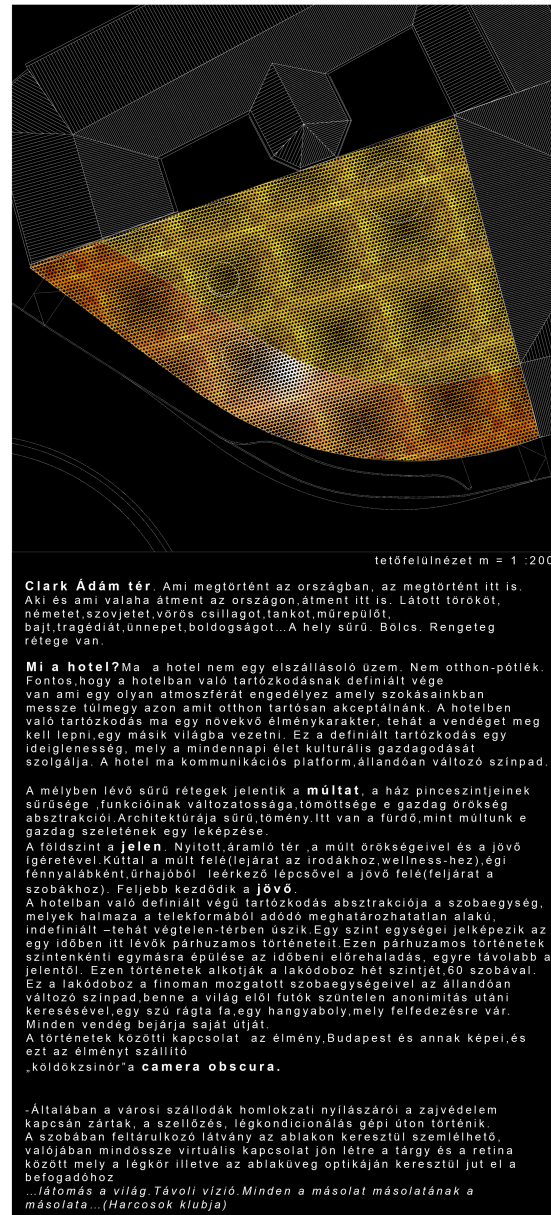 tetőfelülnézet m = 1 :200
Clark Ádám tér. Ami megtörtént az országban, az megtörtént itt is.
Aki és ami valaha átment az országon,átment itt is. Látott törököt,
németet,szovjetet,vörös csillagot,tankot,műrepülőt,
bajt,tragédiát,ünnepet,boldogságot...A hely sűrű. Bölcs. Rengeteg
rétege van.
Mi a hotel?Ma a hotel nem egy elszállásoló üzem. Nem otthon-pótlék.
Fontos,hogy a hotelban való tartózkodásnak definiált vége
van ami egy olyan atmoszférát engedélyez amely szokásainkban
messze túlmegy azon amit otthon tartósan akceptálnánk. A hotelben
való tartózkodás ma egy növekvő élménykarakter, tehát a vendéget meg
kell lepni,egy másik világba vezetni. Ez a definiált tartózkodás egy
ideiglenesség, mely a mindennapi élet kulturális gazdagodását
szolgálja. A hotel ma kommunikációs platform,állandóan változó színpad.
A mélyben lévő sűrű rétegek jelentik a múltat, a ház pinceszintjeinek
sűrűsége ,funkcióinak változatossága,tömöttsége e gazdag örökség
absztrakciói.Architektúrája sűrű,tömény.Itt van a fürdő,mint múltunk e
gazdag szeletének egy leképzése.
A földszint a jelen. Nyitott,áramló tér ,a múlt örökségeivel és a jövő
ígéretével.Kúttal a múlt felé(lejárat az irodákhoz,wellness-hez),égi
fénnyalábként,űrhajóból leérkező lépcsővel a jövő felé(feljárat a
szobákhoz). Feljebb kezdődik a jövő.
A hotelban való definiált végű tartózkodás absztrakciója a szobaegység,
melyek halmaza a telekformából adódó meghatározhatatlan alakú,
indefiniált –tehát végtelen-térben úszik.Egy szint egységei jelképezik az
egy időben itt lévők párhuzamos történeteit.Ezen párhuzamos történetek
szintenkénti egymásra épülése az időbeni előrehaladás, egyre távolabb a
jelentől. Ezen történetek alkotják a lakódoboz hét szintjét,60 szobával.
Ez a lakódoboz a finoman mozgatott szobaegységeivel az állandóan
változó színpad,benne a világ elől futók szüntelen anonimitás utáni
keresésével,egy szú rágta fa,egy hangyaboly,mely felfedezésre vár.
Minden vendég bejárja saját útját.
A történetek közötti kapcsolat az élmény,Budapest és annak képei,és
ezt az élményt szállító
„köldökzsinór"a camera obscura.
-Általában a városi szállodák homlokzati nyílászárói a zajvédelem
kapcsán zártak, a szellőzés, légkondicionálás gépi úton történik.
A szobában feltárulkozó látvány az ablakon keresztül szemlélhető,
valójában mindössze virtuális kapcsolat jön létre a tárgy és a retina
között mely a légkör illetve az ablaküveg optikáján keresztül jut el a
befogadóhoz
...látomás a világ.Távoli vízió.Minden a másolat másolatának a
másolata...(Harcosok klubja)